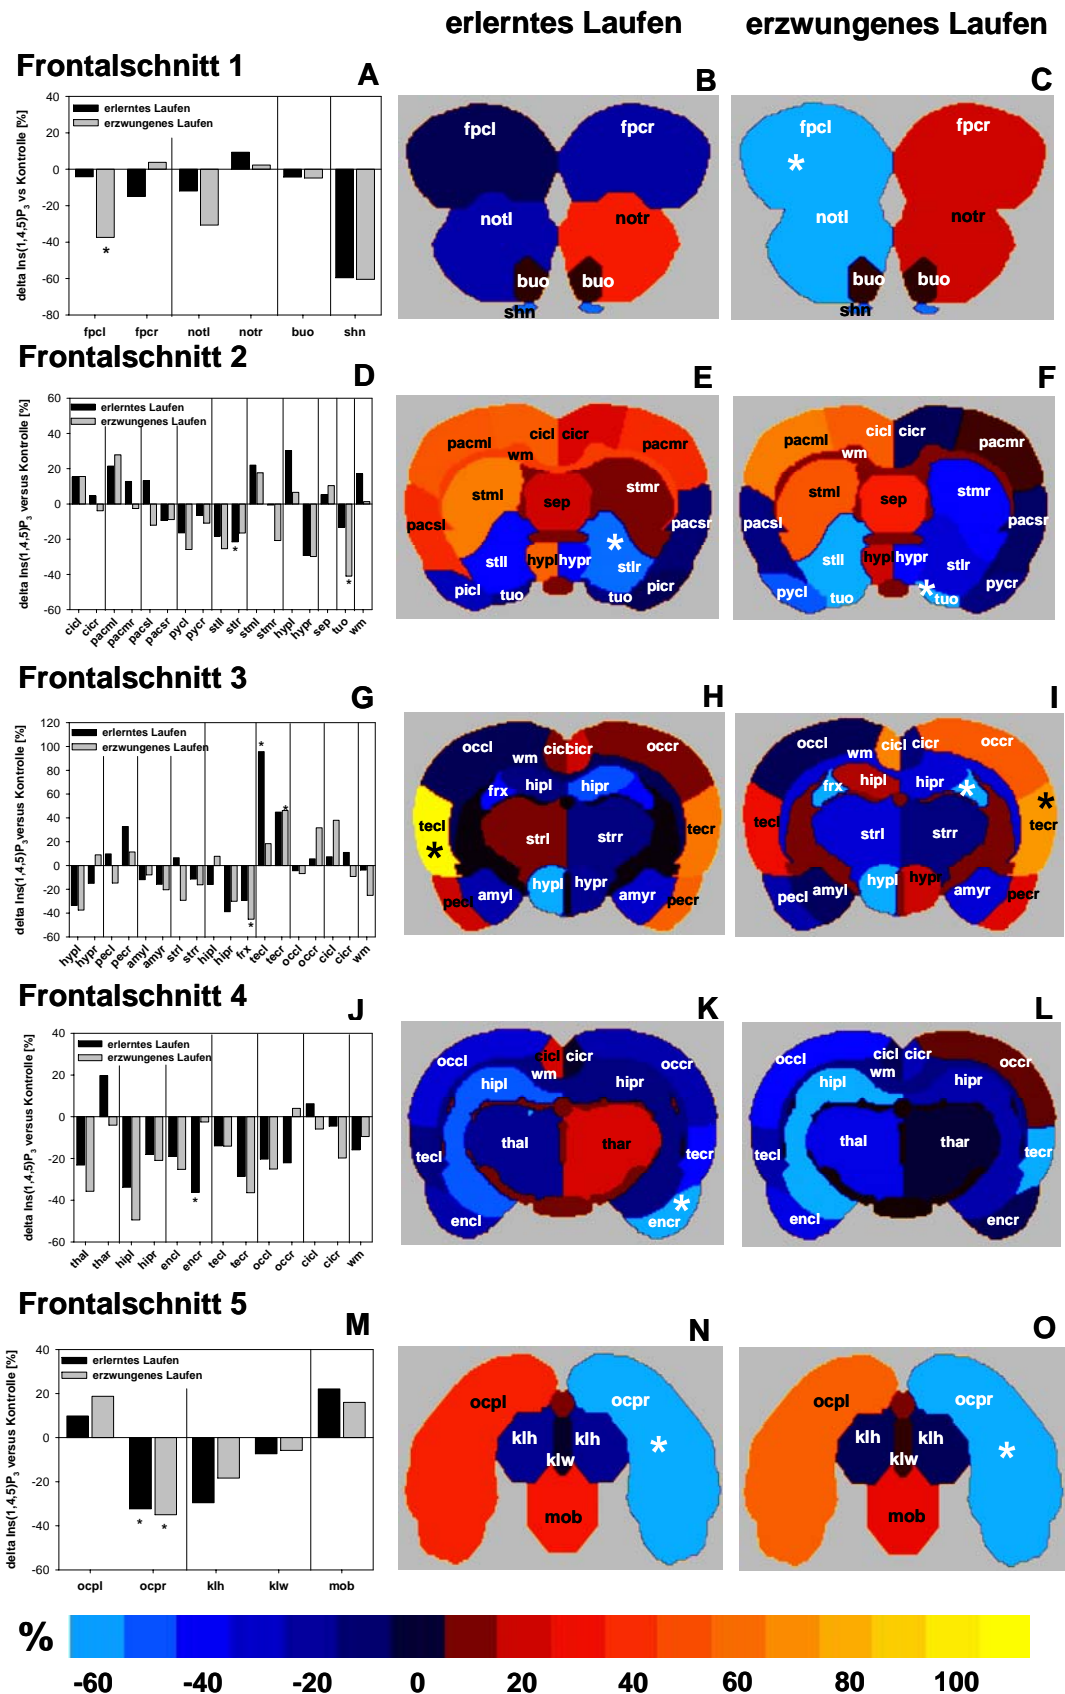 erlerntes Laufen erzwungenes Laufen
Frontalschnitt 1
A B C
delta Ins(1,4,5)P3 vs Kontrolle [%]
erlerntes Laufen
erzwungenes Laufen
40
20
0
-20
-40
-60
-80
*
fpcl fpcr notl notr buo shn
fpcl fpcr
notl notr
buo buo
shn
fpcl fpcr
*
notl notr
buo buo
shn
Frontalschnitt 2
D E F
delta Ins(1,4,5)P3 versus Kontrolle [%]
erlerntes Laufen
erzwungenes Laufen
60
40
20
0
-20
-40
-60
* *
cicl cicr pacml pacmr pacsl pacsr pycl pycr stll stlr stml stmr hypl hypr sep tuo wm
pacml cicl cicr pacmr
wm
stml sep stmr
pacsl pacsr
*
stll hypl hypr stlr
picl tuo tuo picr
pacml cicl cicr pacmr
wm
stml sep stmr
pacsl pacsr
stll hypl hypr stlr
pycl tuo * tuo pycr
Frontalschnitt 3
G H I
delta Ins(1,4,5)P3versus Kontrolle [%]
erlerntes Laufen
erzwungenes Laufen
120
100
80
60
40
20
0
-20
-40
-60
* * *
hypl hypr pecl pecr amyl amyr strl strr hipl hipr frx tecl tecr occl occr cicl cicr wm
occl wm cicl cicr occr
frx hipl hipr
tecl strl strr tecr
*
pecl amyl hypl hypr amyr pecr
occl wm cicl cicr occr
frx hipl hipr *
*
tecl strl strr tecr
pecl amyl hypl hypr amyr pecr
Frontalschnitt 4
J K L
delta Ins(1,4,5)P3 versus Kontrolle [%]
erlerntes Laufen
erzwungenes Laufen
40
20
0
-20
-40
-60
*
thal thar hipl hipr encl encr tecl tecr occl occr cicl cicr wm
occl cicl cicr occr
wm
hipl hipr
thal thar
tecl tecr
*
encl encr
occl cicl cicr occr
wm
hipl hipr
thal thar
tecl tecr
encl encr
Frontalschnitt 5
M N O
delta Ins(1,4,5)P3 versus Kontrolle [%]
erlerntes Laufen
erzwungenes Laufen
40
20
0
-20
-40
-60
* *
ocpl ocpr klh klw mob
ocpl ocpr
klh klh *
klw
mob
ocpl ocpr
klh klh *
klw
mob
%
-60 -40 -20 0 20 40 60 80 100